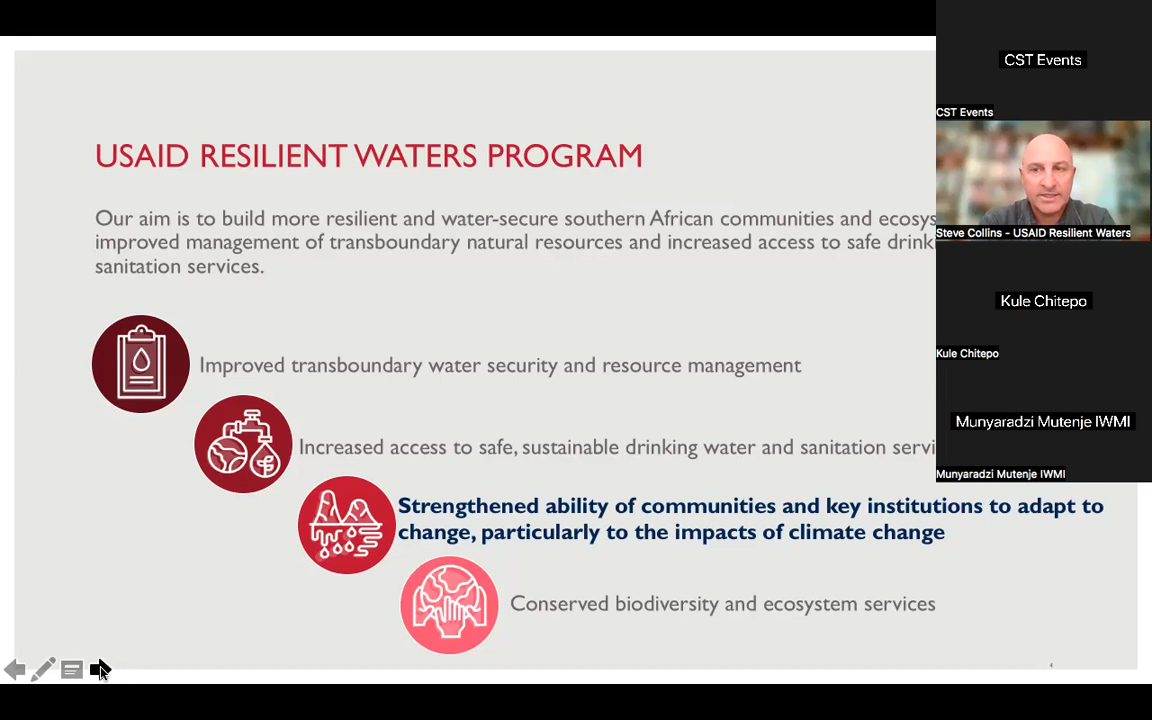 USAID RESILIENT WATERS PROGRAM
Our aim is to build more resilient and water-secure southern African communities and ecosys
improved management of transboundary natural resources and increased access to safe drink
sanitation services.
Improved transboundary water security and resource management
Increased access to safe, sustainable drinking water and sanitation servi
Strengthened ability of communities and key institutions to adapt to
change, particularly to the impacts of climate change
Conserved biodiversity and ecosystem services
4
CST Events
CST Events
Steve Collins - USAID Resilient Waters
Kule Chitepo
Kule Chitepo
Munyaradzi Mutenje IWMI
Munyaradzi Mutenje IWMI